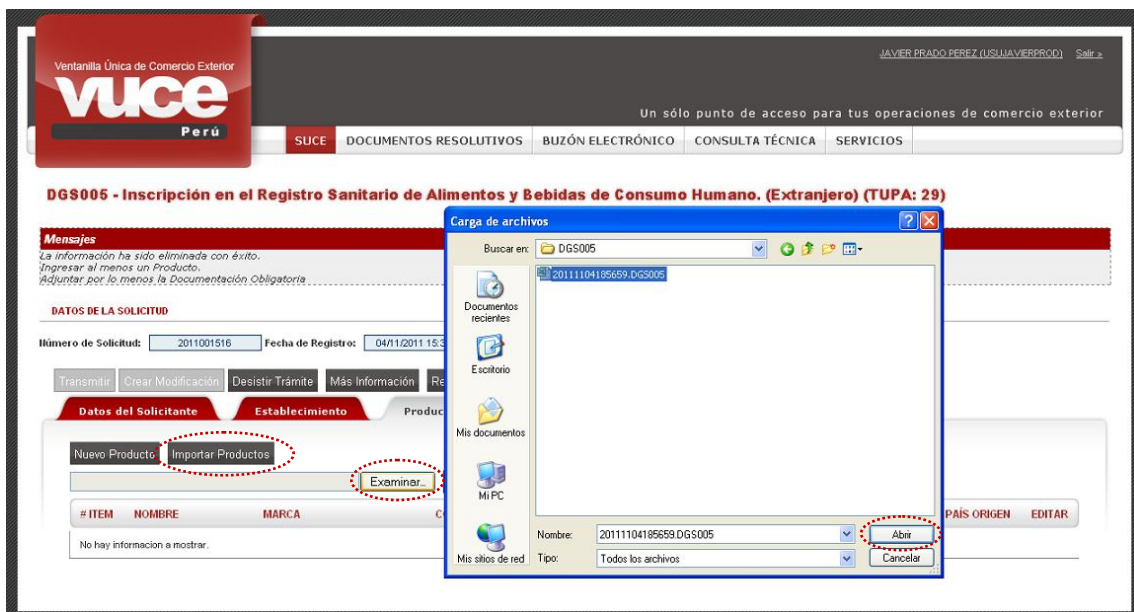 JAVIER PRADO PEREZ (USUJAVIERPROD) Salir »
Ventanilla Única de Comercio Exterior
vuce
Perú
Un sólo punto de acceso para tus operaciones de comercio exterior
SUCE DOCUMENTOS RESOLUTIVOS BUZÓN ELECTRÓNICO CONSULTA TÉCNICA SERVICIOS
DGS005 - Inscripción en el Registro Sanitario de Alimentos y Bebidas de Consumo Humano. (Extranjero) (TUPA: 29)
Mensajes
La información ha sido eliminada con éxito.
Ingresar al menos un Producto.
Adjuntar por lo menos la Documentación Obligatoria
DATOS DE LA SOLICITUD
Número de Solicitud: 2011001516 Fecha de Registro: 04/11/2011 15:3
Transmitir Crear Modificación Desistir Trámite Más Información Re
Datos del Solicitante Establecimiento Produc
Nuevo Producto Importar Productos
Examinar...
# ITEM NOMBRE MARCA C PAÍS ORIGEN EDITAR
No hay informacion a mostrar.
Carga de archivos
Buscar en: DGS005
20111104185659.DGS005
Documentos recientes
Escritorio
Mis documentos
Mi PC
Mis sitios de red
Nombre: 20111104185659.DGS005 Abrir
Tipo: Todos los archivos Cancelar